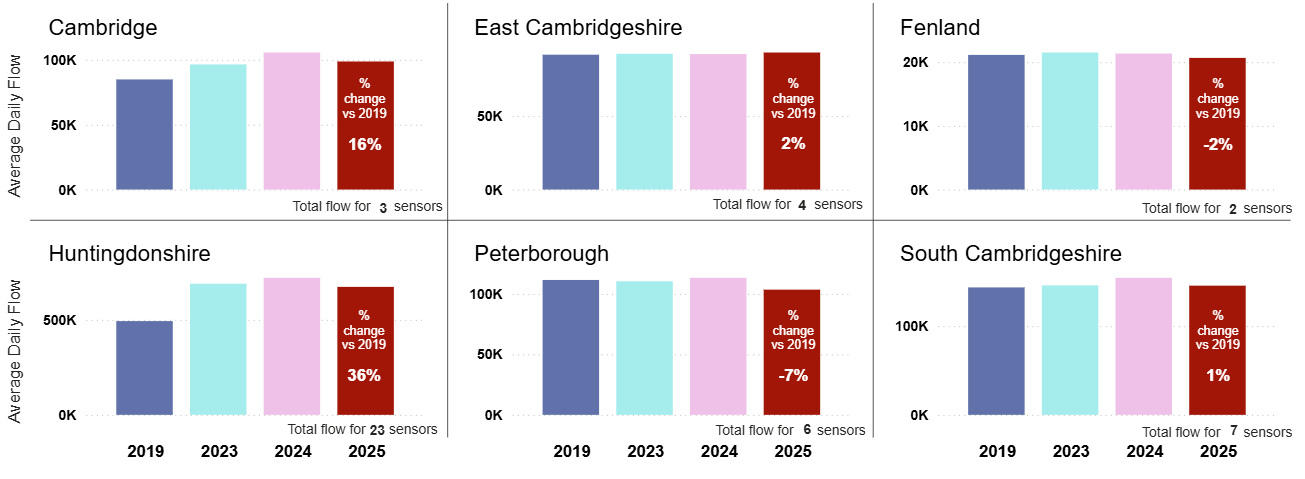 Cambridge
Average Daily Flow
100K
50K
0K
%
change
vs 2019
16%
Total flow for 3 sensors
East Cambridgeshire
50K
0K
%
change
vs 2019
2%
Total flow for 4 sensors
Fenland
20K
10K
0K
%
change
vs 2019
-2%
Total flow for 2 sensors
Huntingdonshire
Average Daily Flow
500K
0K
%
change
vs 2019
36%
Total flow for 23 sensors
2019 2023 2024 2025
Peterborough
100K
50K
0K
%
change
vs 2019
-7%
Total flow for 6 sensors
2019 2023 2024 2025
South Cambridgeshire
100K
0K
%
change
vs 2019
1%
Total flow for 7 sensors
2019 2023 2024 2025